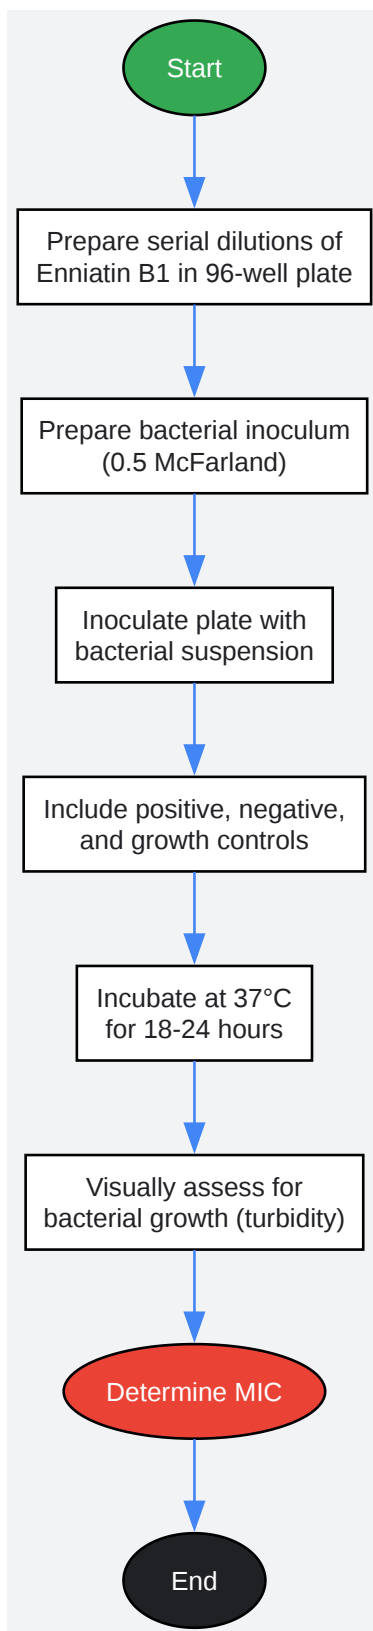 Start
Prepare serial dilutions of
Enniatin B1 in 96-well plate
Prepare bacterial inoculum
(0.5 McFarland)
Inoculate plate with
bacterial suspension
Include positive, negative,
and growth controls
Incubate at 37°C
for 18-24 hours
Visually assess for
bacterial growth (turbidity)
Determine MIC
End